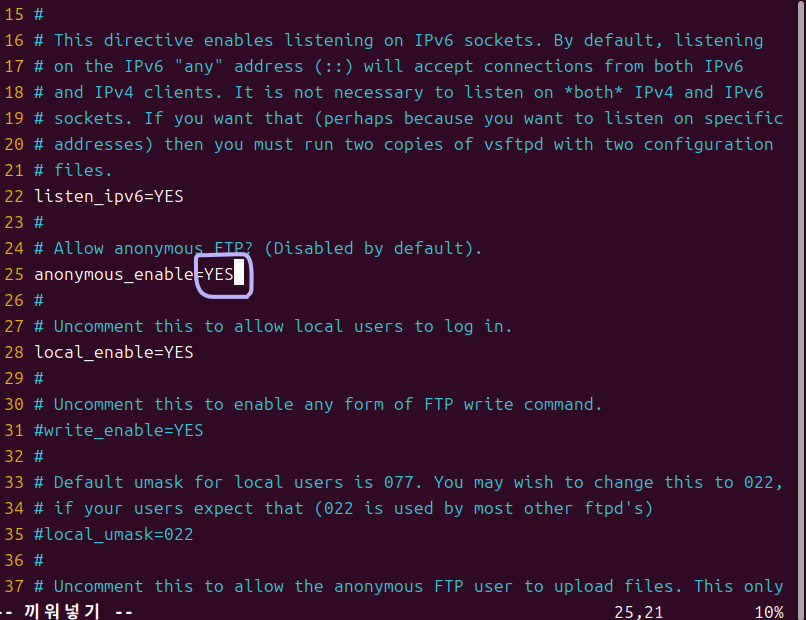 15 #
16 # This directive enables listening on IPv6 sockets. By default, listening
17 # on the IPv6 "any" address (::) will accept connections from both IPv6
18 # and IPv4 clients. It is not necessary to listen on *both* IPv4 and IPv6
19 # sockets. If you want that (perhaps because you want to listen on specific
20 # addresses) then you must run two copies of vsftpd with two configuration
21 # files.
22 listen_ipv6=YES
23 #
24 # Allow anonymous FTP? (Disabled by default).
25 anonymous_enable=YES
26 #
27 # Uncomment this to allow local users to log in.
28 local_enable=YES
29 #
30 # Uncomment this to enable any form of FTP write command.
31 #write_enable=YES
32 #
33 # Default umask for local users is 077. You may wish to change this to 022,
34 # if your users expect that (022 is used by most other ftpd's)
35 #local_umask=022
36 #
37 # Uncomment this to allow the anonymous FTP user to upload files. This only
-- 끼워넣기 -- 25,21 10%